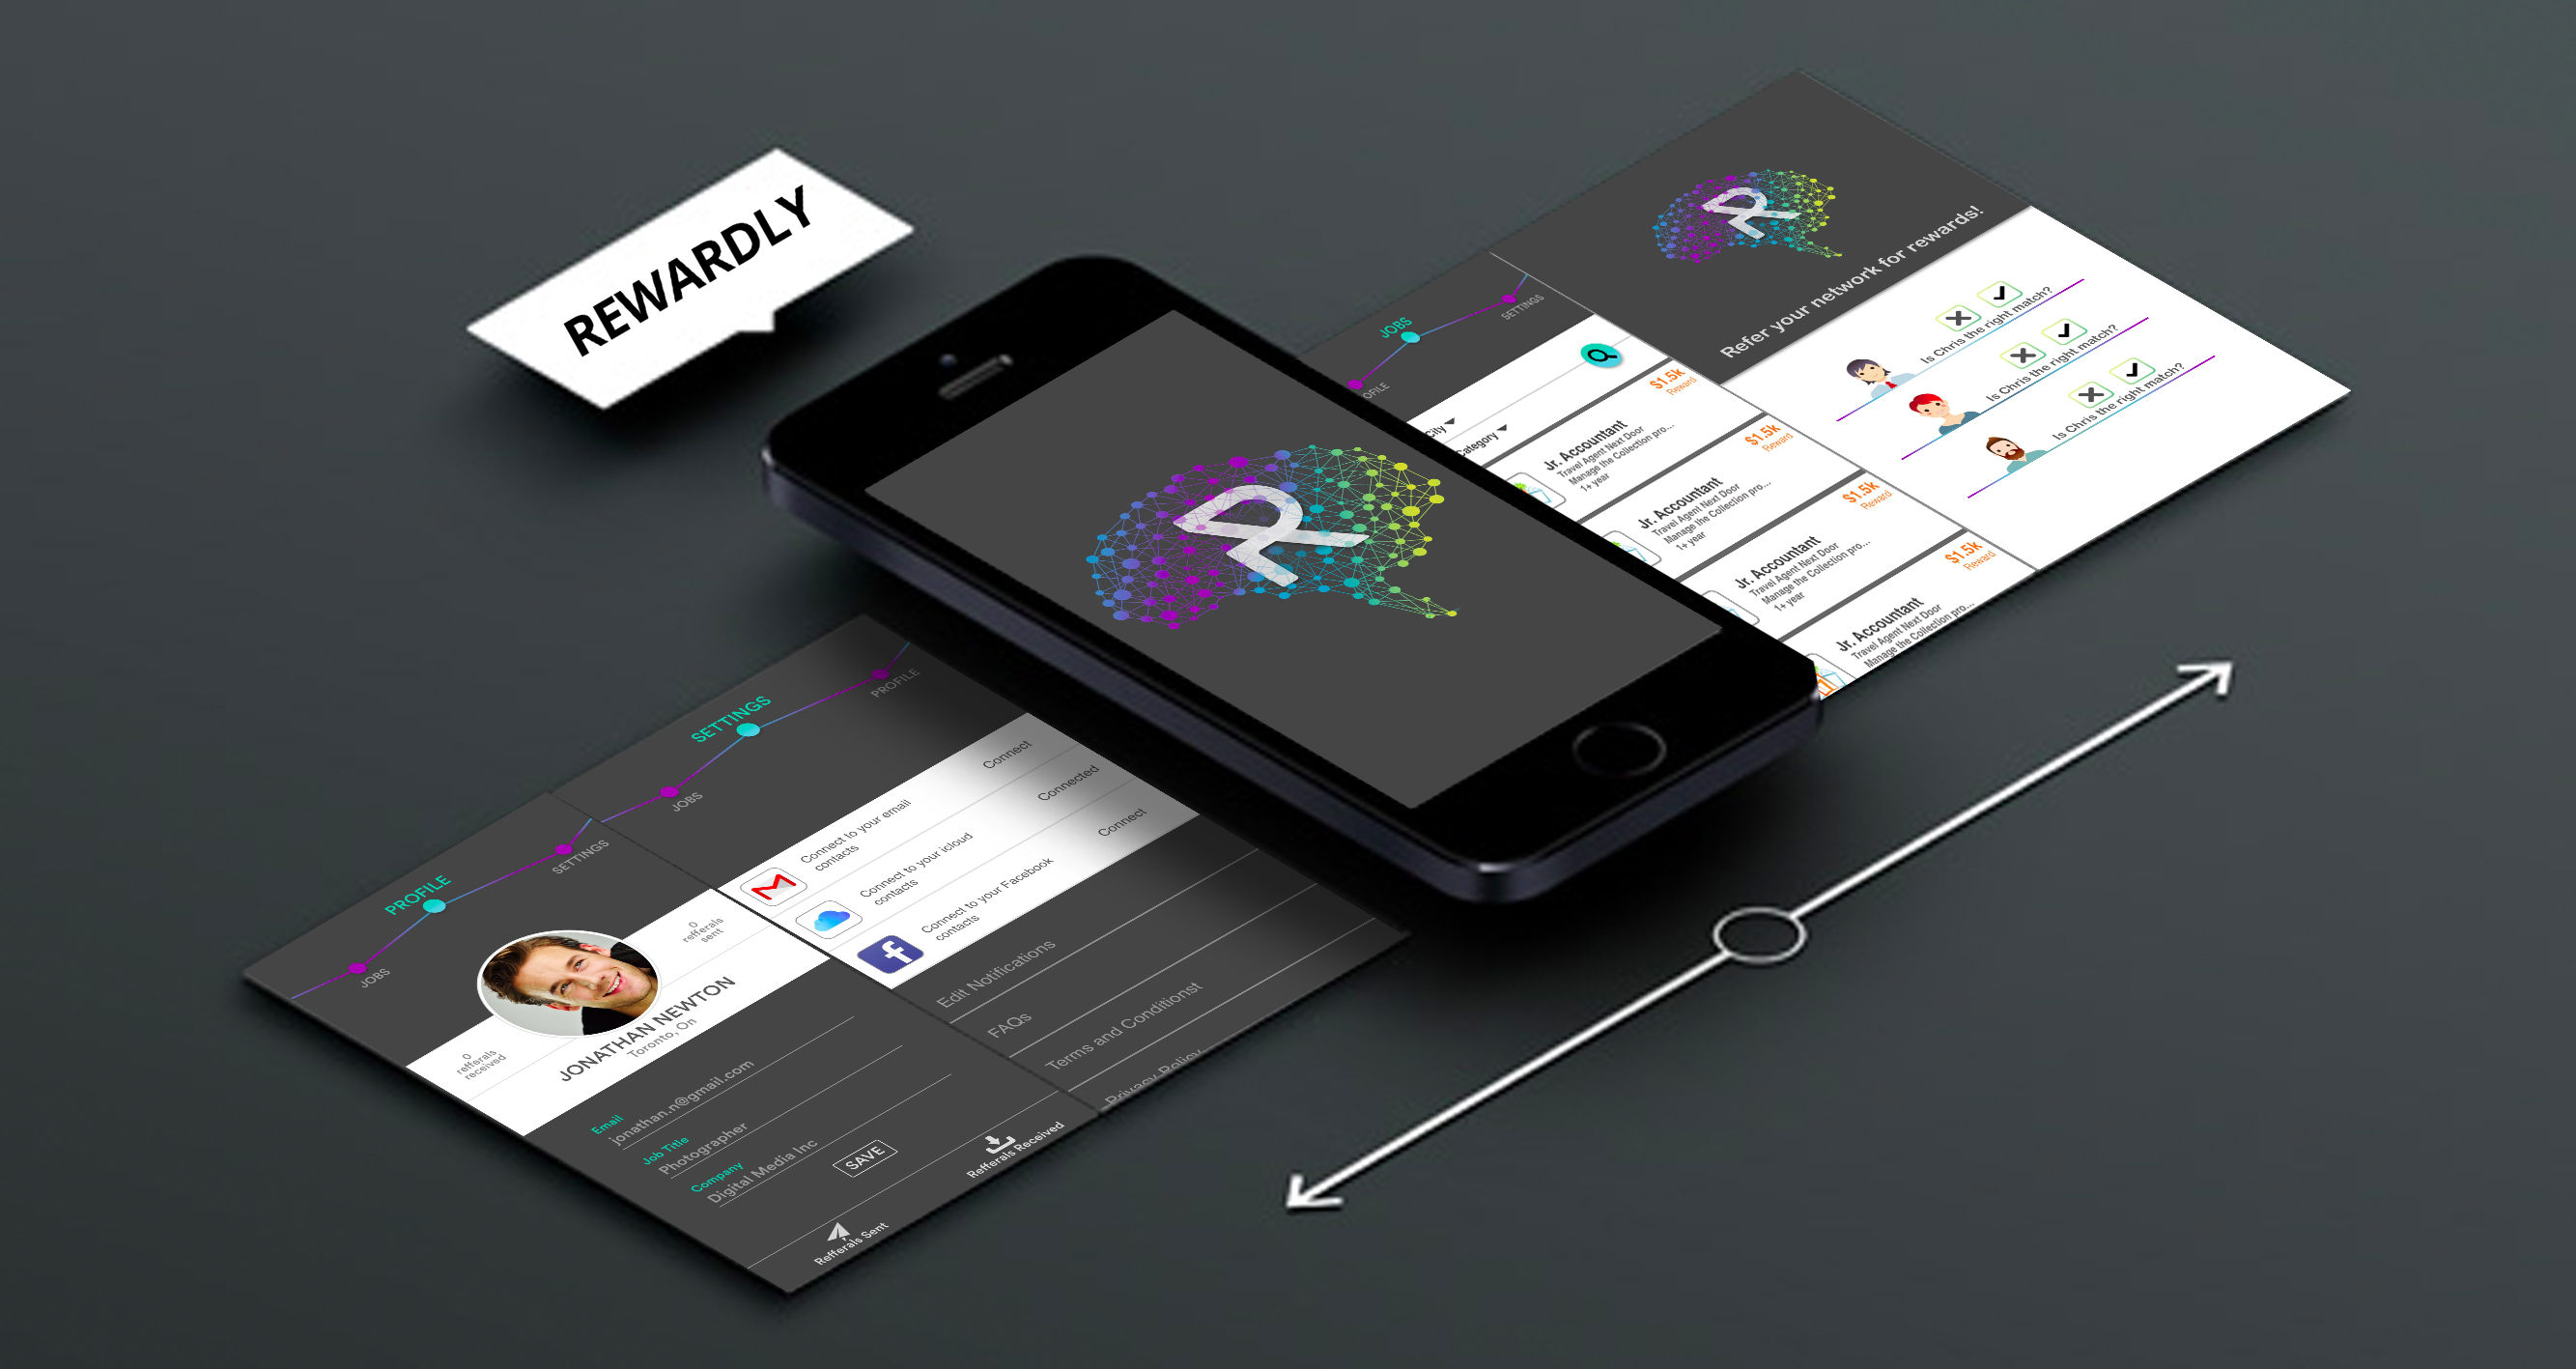 REWARDLY
R
R
Refer your network for rewards!
Is Chris the right match?
Is Chris the right match?
Is Chris the right match?
JOBS
SETTINGS
City
Category
$1.5k
Reward
Jr. Accountant
Travel Agent Next Door
Manage the Collection pro...
1+ year
$1.5k
Reward
Jr. Accountant
Travel Agent Next Door
Manage the Collection pro...
1+ year
$1.5k
Reward
Jr. Accountant
Travel Agent Next Door
Manage the Collection pro...
1+ year
$1.5k
Reward
Jr. Accountant
Travel Agent Next Door
Manage the Collection pro...
SETTINGS
PROFILE
JOBS
Connect to your email
contacts
Connect
Connect to your icloud
contacts
Connected
Connect to your Facebook
contacts
Connect
Edit Notifications
FAQs
Terms and Conditionst
Privacy Policy
PROFILE
SETTINGS
JOBS
0
refferals
received
0
refferals
sent
JONATHAN NEWTON
Toronto, On
Email
jonathan.n@gmail.com
Job Title
Photographer
Company
Digital Media Inc
SAVE
Refferals Sent
Refferals Received